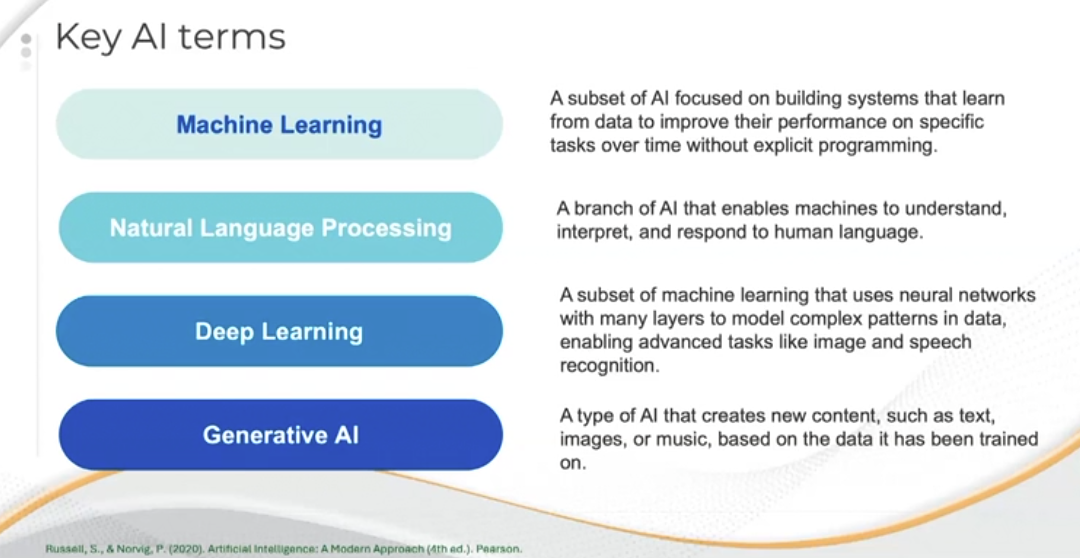 Key AI terms
Machine Learning
A subset of AI focused on building systems that learn
from data to improve their performance on specific
tasks over time without explicit programming.
Natural Language Processing
A branch of AI that enables machines to understand,
interpret, and respond to human language.
Deep Learning
A subset of machine learning that uses neural networks
with many layers to model complex patterns in data,
enabling advanced tasks like image and speech
recognition.
Generative AI
A type of AI that creates new content, such as text,
images, or music, based on the data it has been trained
on.
Russell, S., & Norvig, P. (2020). Artificial Intelligence: A Modern Approach (4th ed.). Pearson.